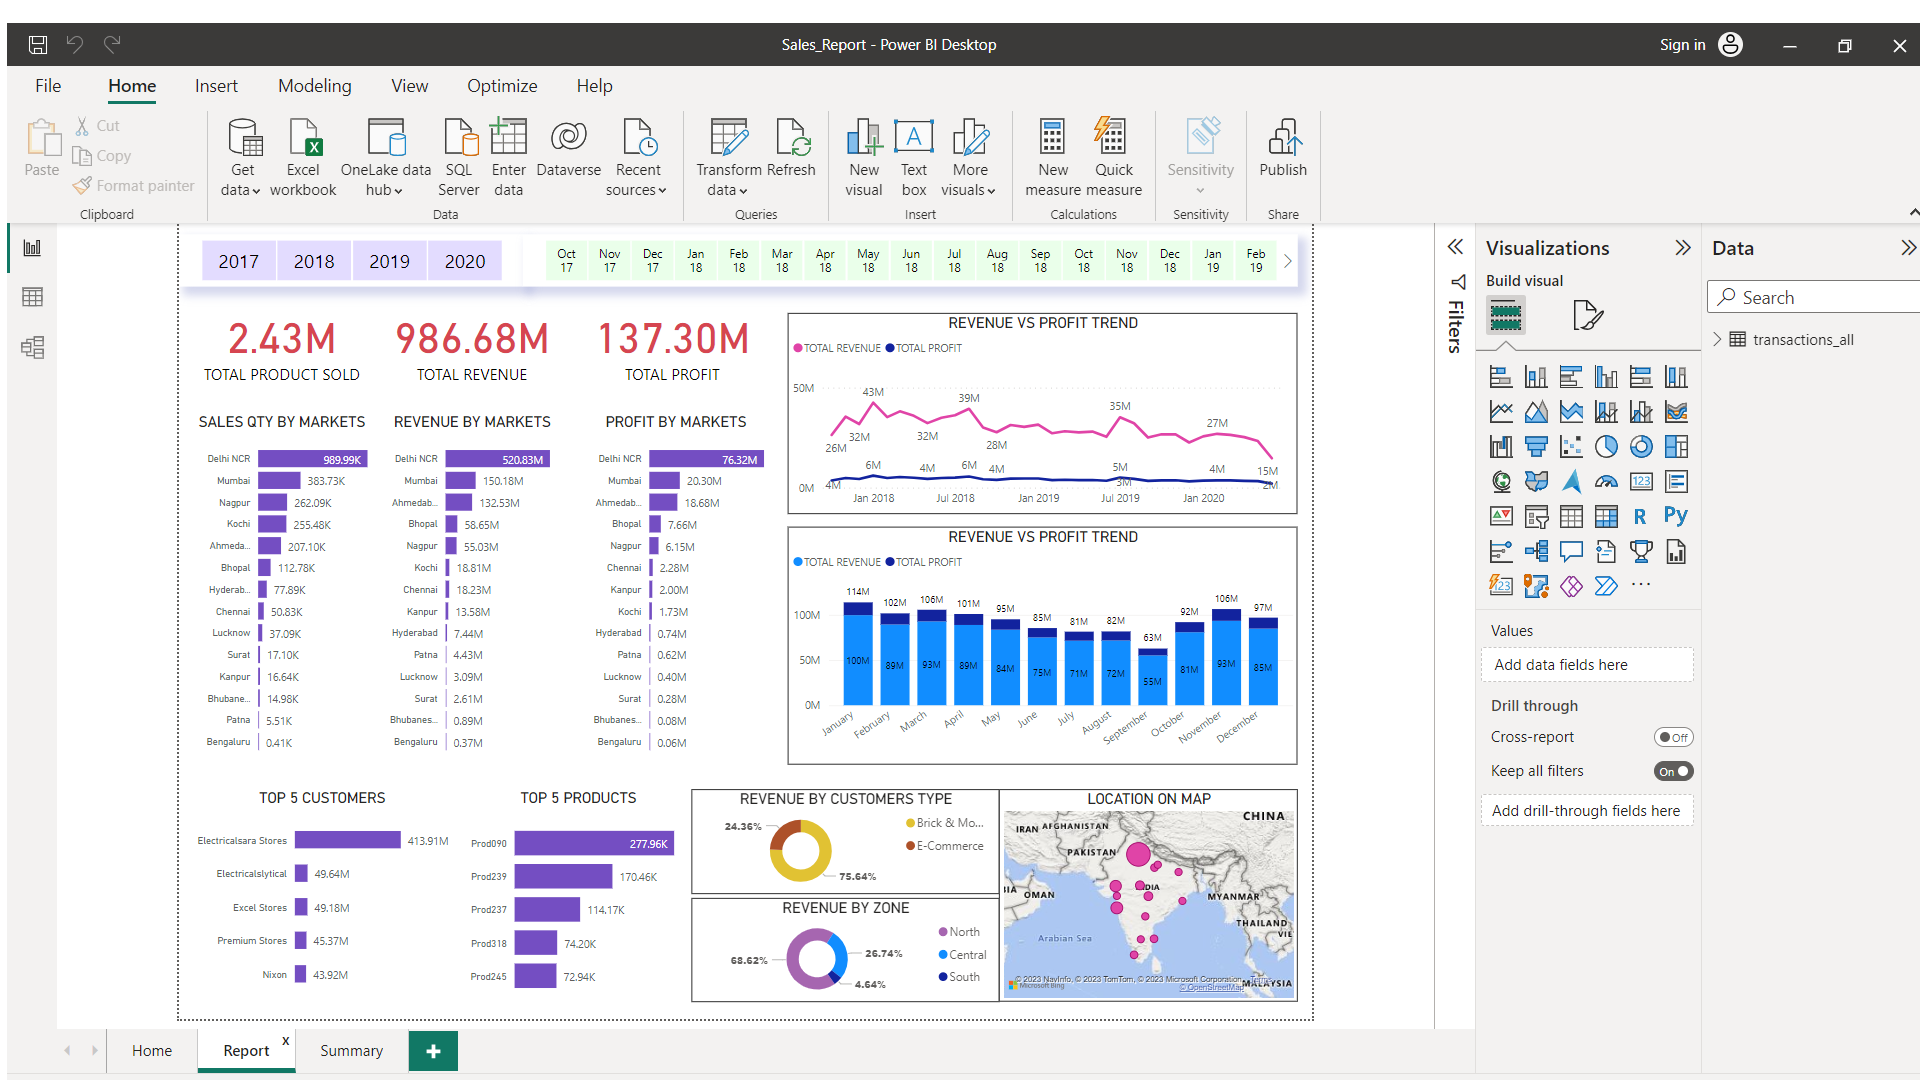 Sales_Report - Power BI Desktop
Sign in
File Home Insert Modeling View Optimize Help
Paste
Cut
Copy
Format painter
Clipboard
Get data
Excel workbook
OneLake data hub
SQL Server
Enter data
Dataverse
Recent sources
Data
Transform data
Refresh
Queries
New visual
Text box
More visuals
Insert
New measure
Quick measure
Calculations
Sensitivity
Sensitivity
Publish
Share
2017 2018 2019 2020
Oct 17 Nov 17 Dec 17 Jan 18 Feb 18 Mar 18 Apr 18 May 18 Jun 18 Jul 18 Aug 18 Sep 18 Oct 18 Nov 18 Dec 18 Jan 19 Feb 19
2.43M
TOTAL PRODUCT SOLD
986.68M
TOTAL REVENUE
137.30M
TOTAL PROFIT
SALES QTY BY MARKETS
Delhi NCR 989.99K
Mumbai 383.73K
Nagpur 262.09K
Kochi 255.48K
Ahmeda... 207.10K
Bhopal 112.78K
Hyderab... 77.89K
Chennai 50.83K
Lucknow 37.09K
Surat 17.10K
Kanpur 16.64K
Bhubane... 14.98K
Patna 5.51K
Bengaluru 0.41K
REVENUE BY MARKETS
Delhi NCR 520.83M
Mumbai 150.18M
Ahmedab... 132.53M
Bhopal 58.65M
Nagpur 55.03M
Kochi 18.81M
Chennai 18.23M
Kanpur 13.58M
Hyderabad 7.44M
Patna 4.43M
Lucknow 3.09M
Surat 2.61M
Bhubanes... 0.89M
Bengaluru 0.37M
PROFIT BY MARKETS
Delhi NCR 76.32M
Mumbai 20.30M
Ahmedab... 18.68M
Bhopal 7.66M
Nagpur 6.15M
Chennai 2.28M
Kanpur 2.00M
Kochi 1.73M
Hyderabad 0.74M
Patna 0.62M
Lucknow 0.40M
Surat 0.28M
Bhubanes... 0.08M
Bengaluru 0.06M
REVENUE VS PROFIT TREND
TOTAL REVENUE TOTAL PROFIT
50M
0M
26M 32M 43M 32M 39M 28M 35M 27M 15M
4M 6M 4M 6M 4M 5M 3M 4M 2M
Jan 2018 Jul 2018 Jan 2019 Jul 2019 Jan 2020
REVENUE VS PROFIT TREND
TOTAL REVENUE TOTAL PROFIT
100M
50M
0M
114M 102M 106M 101M 95M 85M 81M 82M 63M 92M 106M 97M
100M 89M 93M 89M 84M 75M 71M 72M 55M 81M 93M 85M
January February March April May June July August September October November December
TOP 5 CUSTOMERS
Electricalsara Stores 413.91M
Electricalslytical 49.64M
Excel Stores 49.18M
Premium Stores 45.37M
Nixon 43.92M
TOP 5 PRODUCTS
Prod090 277.96K
Prod239 170.46K
Prod237 114.17K
Prod318 74.20K
Prod245 72.94K
REVENUE BY CUSTOMERS TYPE
24.36%
75.64%
Brick & Mo...
E-Commerce
REVENUE BY ZONE
68.62%
26.74%
4.64%
North
Central
South
LOCATION ON MAP
CHINA
IRAN AFGHANISTAN
PAKISTAN
OMAN
MYANMAR
THAILAND
VIE
Arabian Sea
MALAYSIA
© 2023 NavInfo, © 2023 TomTom, © 2023 Microsoft Corporation, Terms
© OpenStreetMap
Microsoft Bing
Filters
Visualizations
Build visual
123
R
Py
123
...
Values
Add data fields here
Drill through
Cross-report Off
Keep all filters On
Add drill-through fields here
Data
Search
transactions_all
Home Report x Summary +